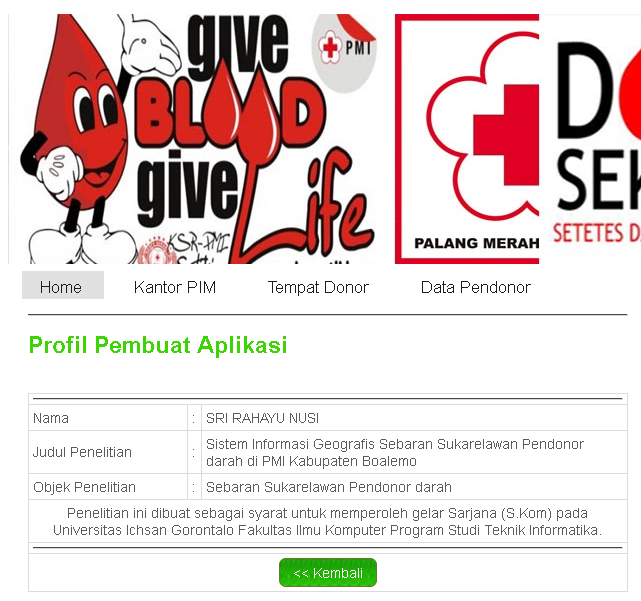 give
PMI
BLOOD
give
Life
KSR-PMI
PALANG MERAH
SETETES
Home
Kantor PIM
Tempat Donor
Data Pendonor
Profil Pembuat Aplikasi
Nama : SRI RAHAYU NUSI
Judul Penelitian : Sistem Informasi Geografis Sebaran Sukarelawan Pendonor
darah di PMI Kabupaten Boalemo
Objek Penelitian : Sebaran Sukarelawan Pendonor darah
Penelitian ini dibuat sebagai syarat untuk memperoleh gelar Sarjana (S.Kom) pada
Universitas Ichsan Gorontalo Fakultas Ilmu Komputer Program Studi Teknik Informatika.
<< Kembali